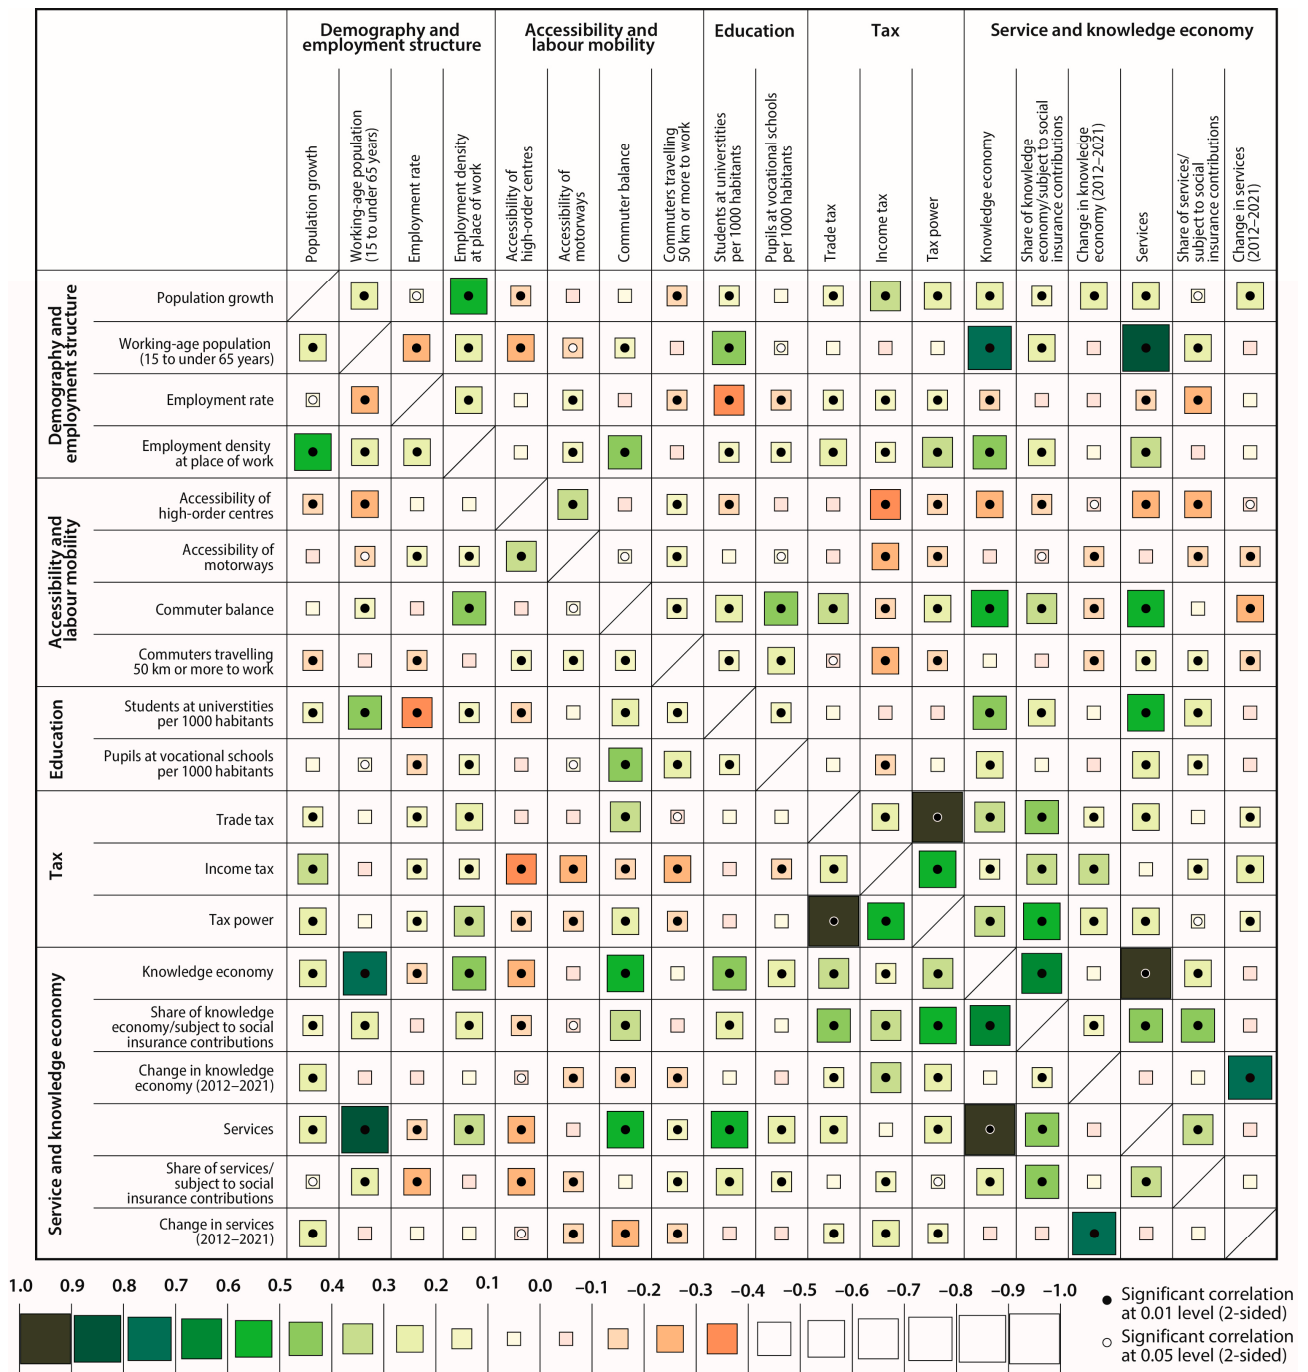 Demography and
employment structure
Accessibility and
labour mobility
Education
Tax
Service and knowledge economy
Population growth
Working-age population
(15 to under 65 years)
Employment rate
Employment density
at place of work
Accessibility of
high-order centres
Accessibility of
motorways
Commuter balance
Commuters travelling
50 km or more to work
Students at universtities
per 1000 habitants
Pupils at vocational schools
per 1000 habitants
Trade tax
Income tax
Tax power
Knowledge economy
Share of knowledge
economy/subject to social
insurance contributions
Change in knowledge
economy (2012–2021)
Services
Share of services/
subject to social
insurance contributions
Change in services
(2012–2021)
Demography and
employment structure
Population growth
Working-age population
(15 to under 65 years)
Employment rate
Employment density
at place of work
Accessibility and
labour mobility
Accessibility of
high-order centres
Accessibility of
motorways
Commuter balance
Commuters travelling
50 km or more to work
Education
Students at universtities
per 1000 habitants
Pupils at vocational schools
per 1000 habitants
Tax
Trade tax
Income tax
Tax power
Service and knowledge economy
Knowledge economy
Share of knowledge
economy/subject to social
insurance contributions
Change in knowledge
economy (2012–2021)
Services
Share of services/
subject to social
insurance contributions
Change in services
(2012–2021)
1.0 0.9 0.8 0.7 0.6 0.5 0.4 0.3 0.2 0.1 0.0 –0.1 –0.2 –0.3 –0.4 –0.5 –0.6 –0.7 –0.8 –0.9 –1.0
Significant correlation
at 0.01 level (2-sided)
Significant correlation
at 0.05 level (2-sided)